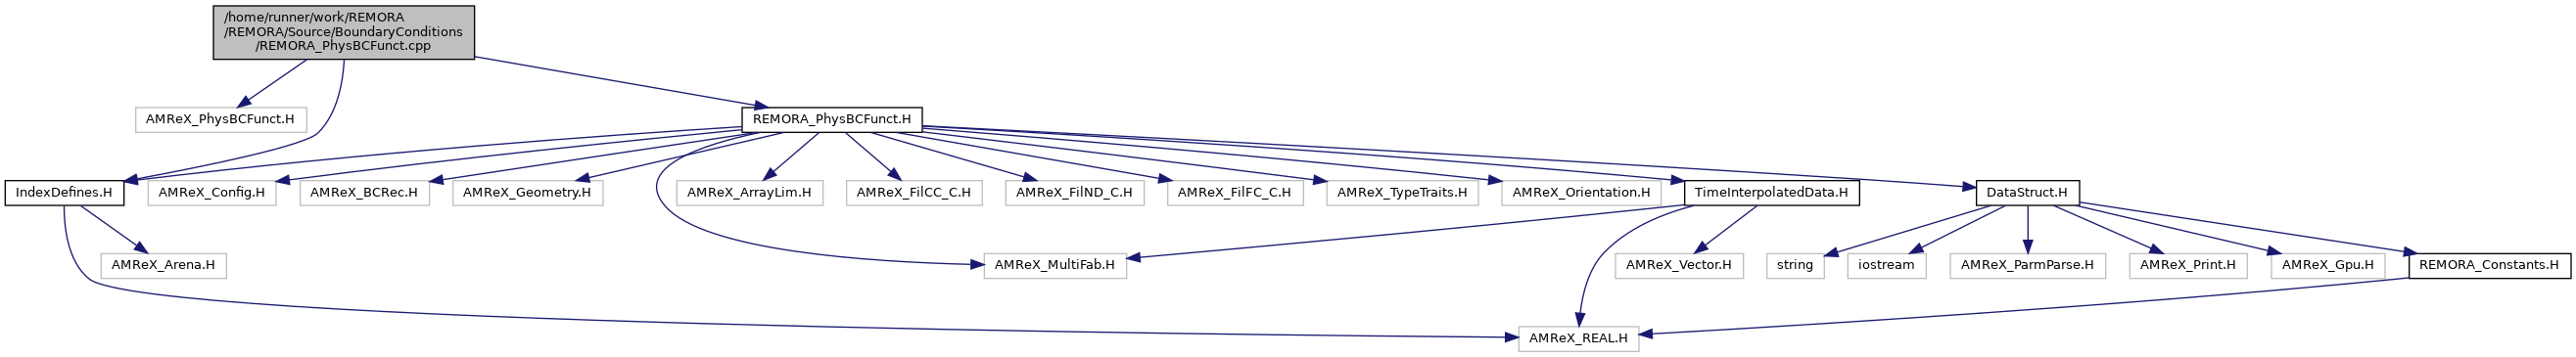 /home/runner/work/REMORA
/REMORA/Source/BoundaryConditions
/REMORA_PhysBCFunct.cpp
AMReX_PhysBCFunct.H
REMORA_PhysBCFunct.H
IndexDefines.H
AMReX_Config.H
AMReX_BCRec.H
AMReX_Geometry.H
AMReX_ArrayLim.H
AMReX_FilCC_C.H
AMReX_FilND_C.H
AMReX_FilFC_C.H
AMReX_TypeTraits.H
AMReX_Orientation.H
TimeInterpolatedData.H
DataStruct.H
AMReX_Arena.H
AMReX_MultiFab.H
AMReX_Vector.H
string
iostream
AMReX_ParmParse.H
AMReX_Print.H
AMReX_Gpu.H
REMORA_Constants.H
AMReX_REAL.H